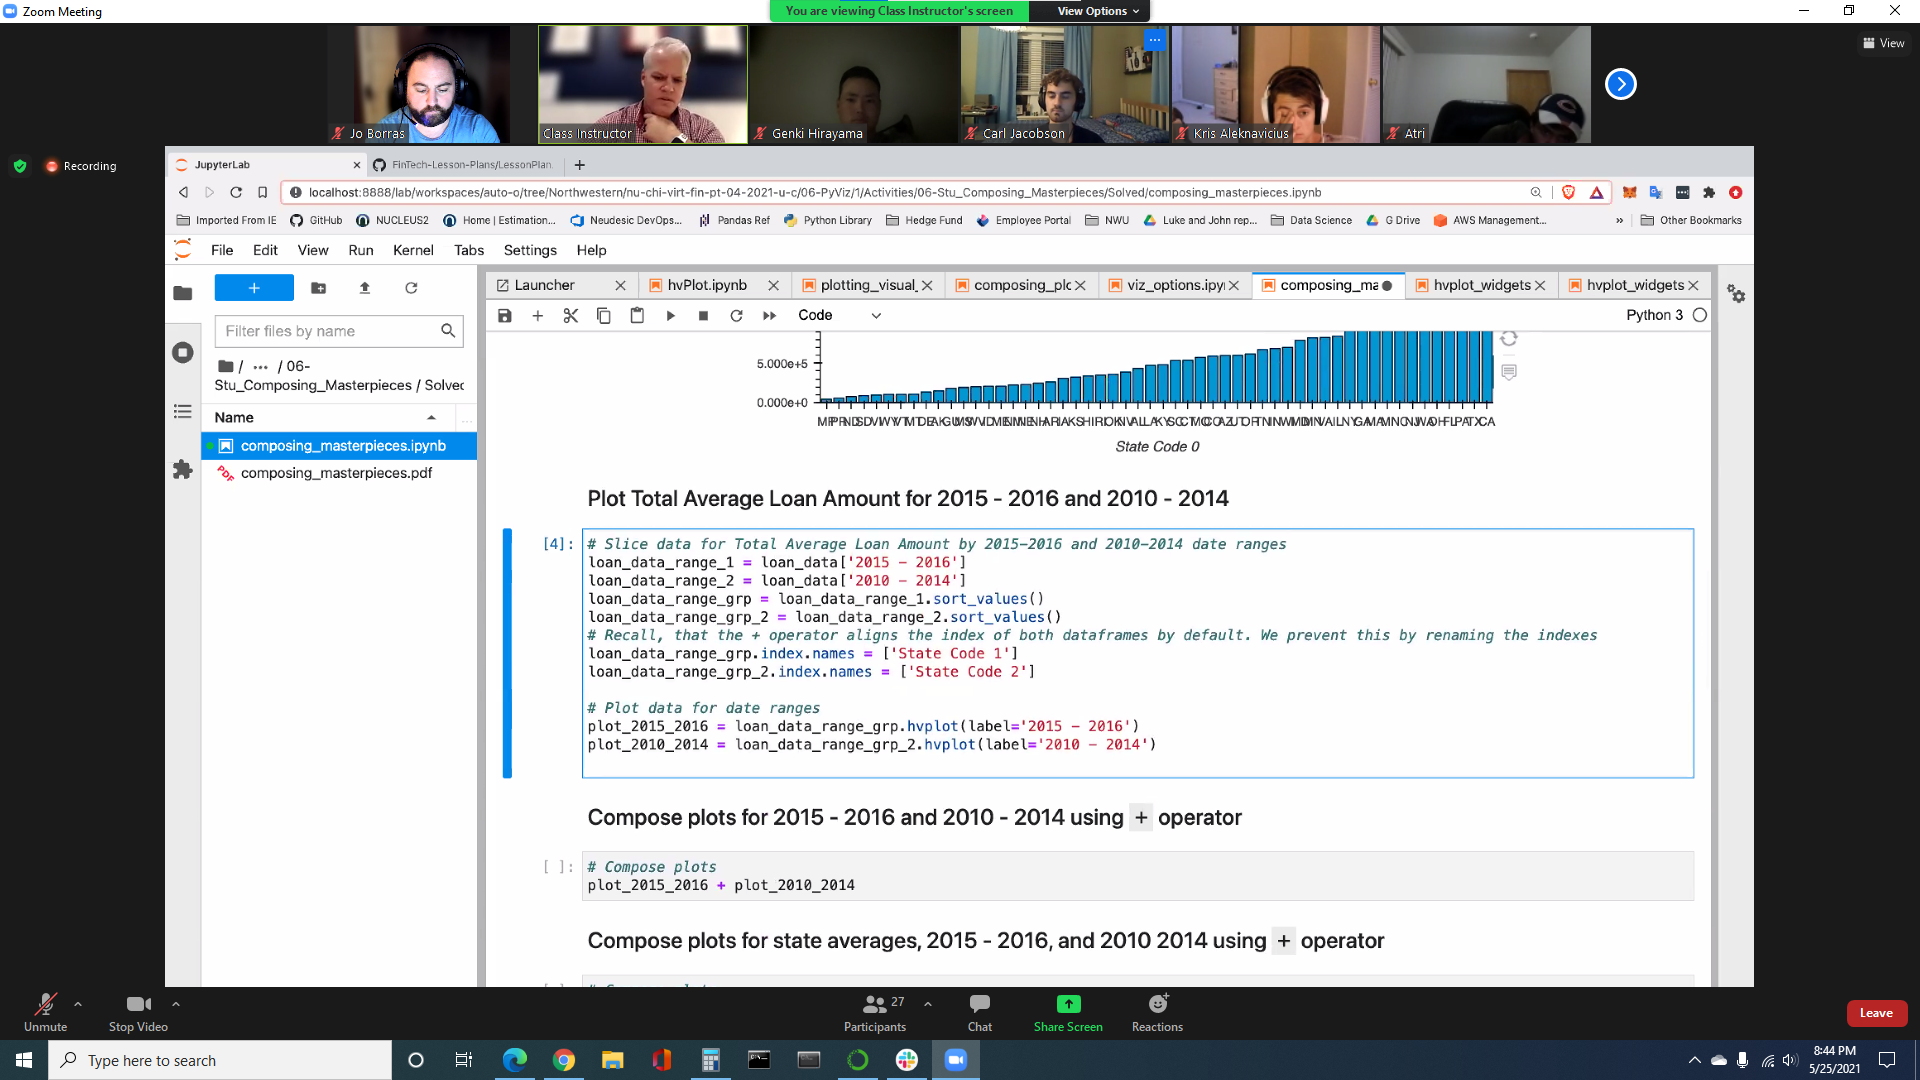 Zoom Meeting
You are viewing Class Instructor's screen
View Options
View
Jo Borras
Class Instructor
Genki Hirayama
Carl Jacobson
Kris Aleknavicius
Atri
Recording
JupyterLab
FinTech-Lesson-Plans/LessonPlan.
localhost:8888/lab/workspaces/auto-o/tree/Northwestern/nu-chi-virt-fin-pt-04-2021-u-c/06-PyViz/1/Activities/06-Stu_Composing_Masterpieces/Solved/composing_masterpieces.ipynb
Imported From IE
GitHub
NUCLEUS2
Home | Estimation...
Neudesic DevOps...
Pandas Ref
Python Library
Hedge Fund
Employee Portal
NWU
Luke and John rep...
Data Science
G Drive
AWS Management...
»
Other Bookmarks
File Edit View Run Kernel Tabs Settings Help
Launcher
hvPlot.ipynb
plotting_visual_
composing_plc
viz_options.ipyi
composing_ma
hvplot_widgets
hvplot_widgets
Filter files by name
/ ... / 06-
Stu_Composing_Masterpieces / Solved
Name
composing_masterpieces.ipynb
composing_masterpieces.pdf
Code
Python 3
5.000e+5
0.000e+0
State Code 0
Plot Total Average Loan Amount for 2015 - 2016 and 2010 - 2014
[4]:
# Slice data for Total Average Loan Amount by 2015-2016 and 2010-2014 date ranges
loan_data_range_1 = loan_data['2015 - 2016']
loan_data_range_2 = loan_data['2010 - 2014']
loan_data_range_grp = loan_data_range_1.sort_values()
loan_data_range_grp_2 = loan_data_range_2.sort_values()
# Recall, that the + operator aligns the index of both dataframes by default. We prevent this by renaming the indexes
loan_data_range_grp.index.names = ['State Code 1']
loan_data_range_grp_2.index.names = ['State Code 2']
# Plot data for date ranges
plot_2015_2016 = loan_data_range_grp.hvplot(label='2015 - 2016')
plot_2010_2014 = loan_data_range_grp_2.hvplot(label='2010 - 2014')
Compose plots for 2015 - 2016 and 2010 - 2014 using + operator
[ ]:
# Compose plots
plot_2015_2016 + plot_2010_2014
Compose plots for state averages, 2015 - 2016, and 2010 2014 using + operator
Unmute
Stop Video
27
Participants
Chat
Share Screen
Reactions
Leave
Type here to search
8:44 PM
5/25/2021